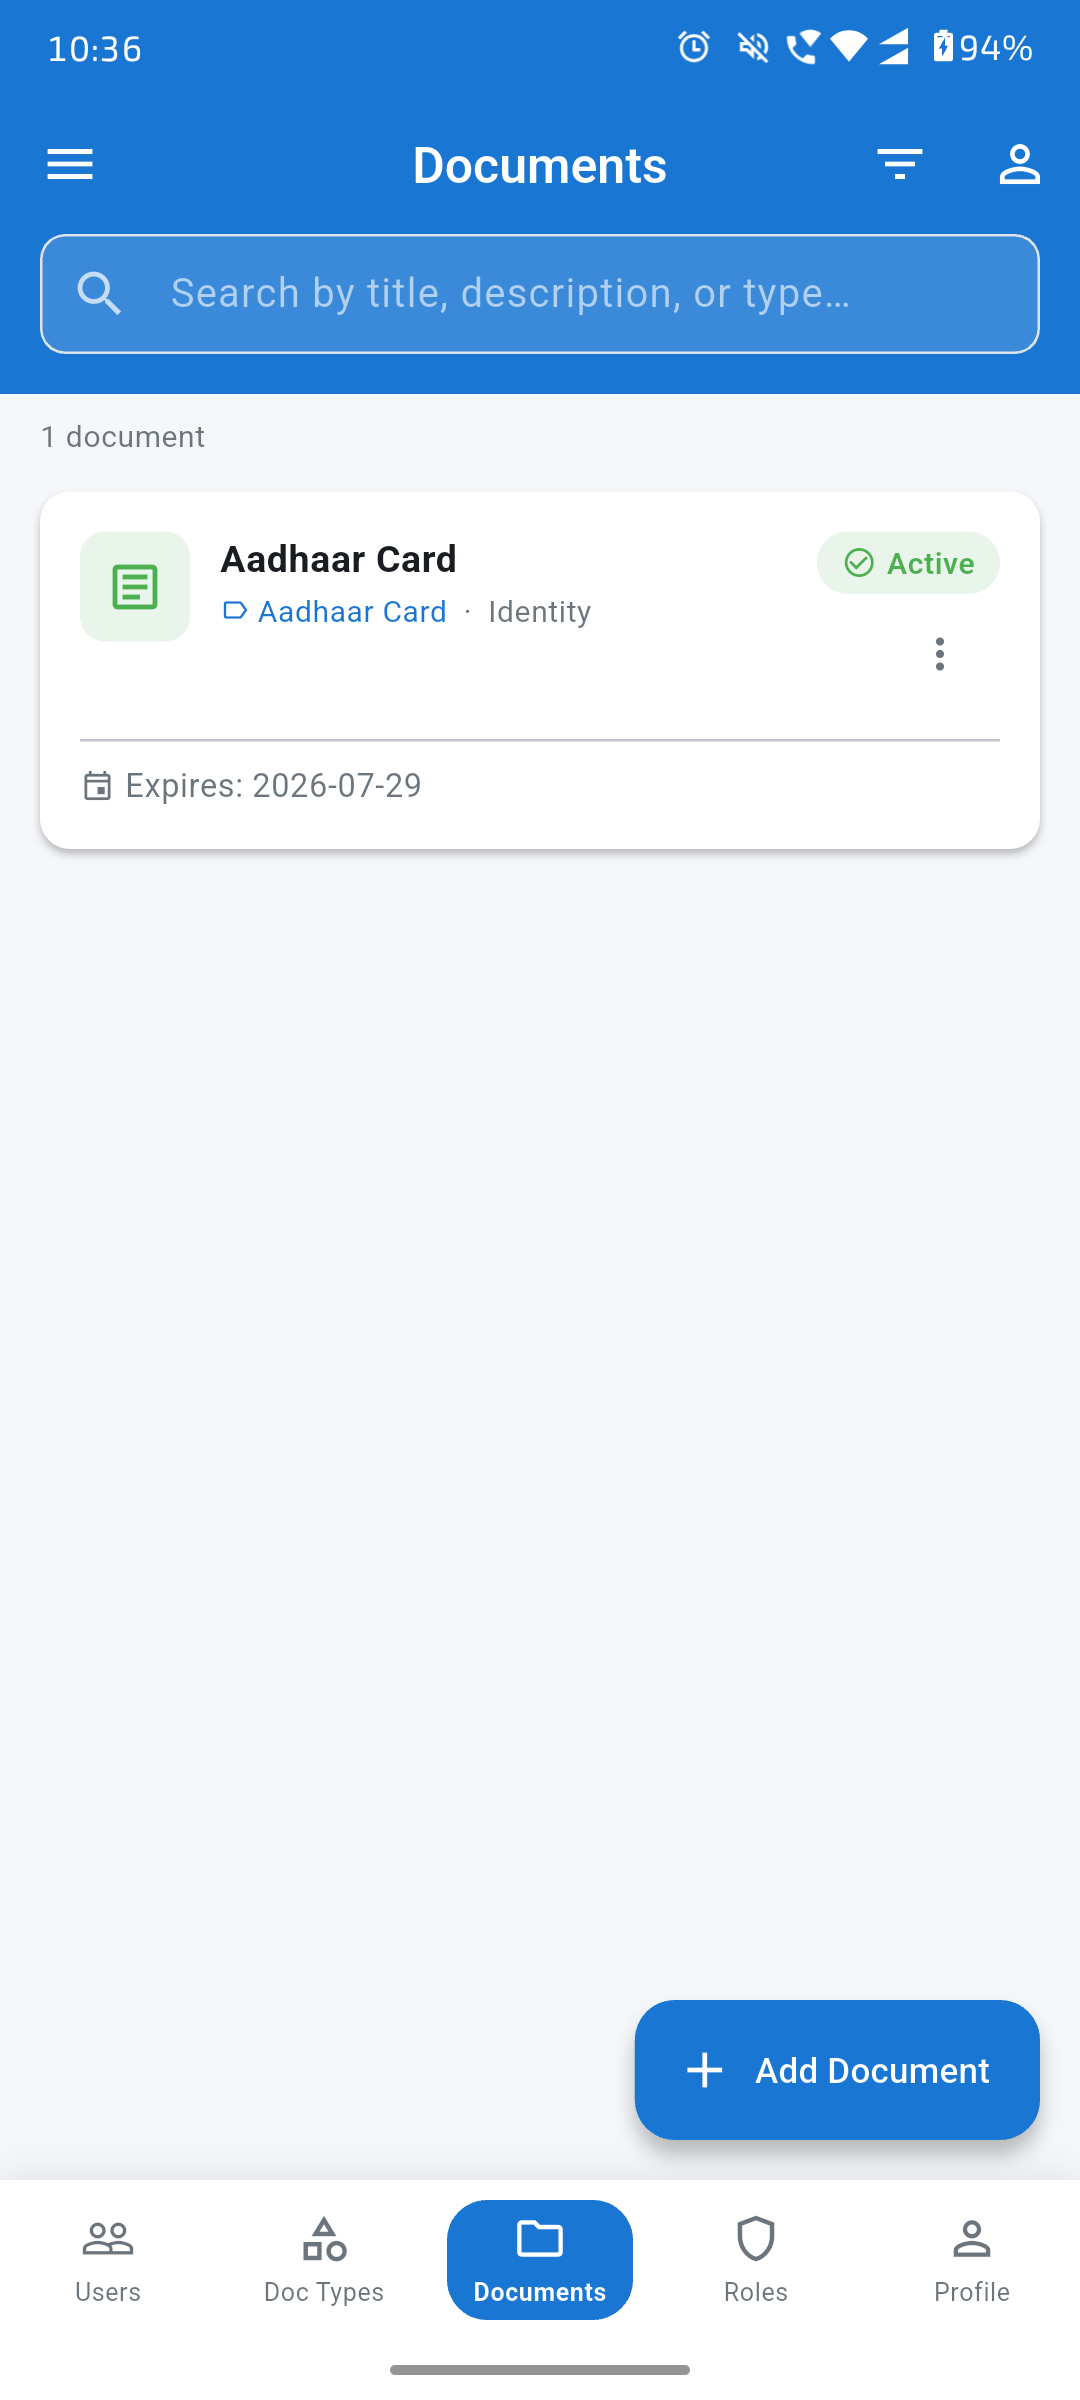 10:36
94%
Documents
Search by title, description, or type...
1 document
Aadhaar Card
Active
Aadhaar Card · Identity
Expires: 2026-07-29
Add Document
Users
Doc Types
Documents
Roles
Profile